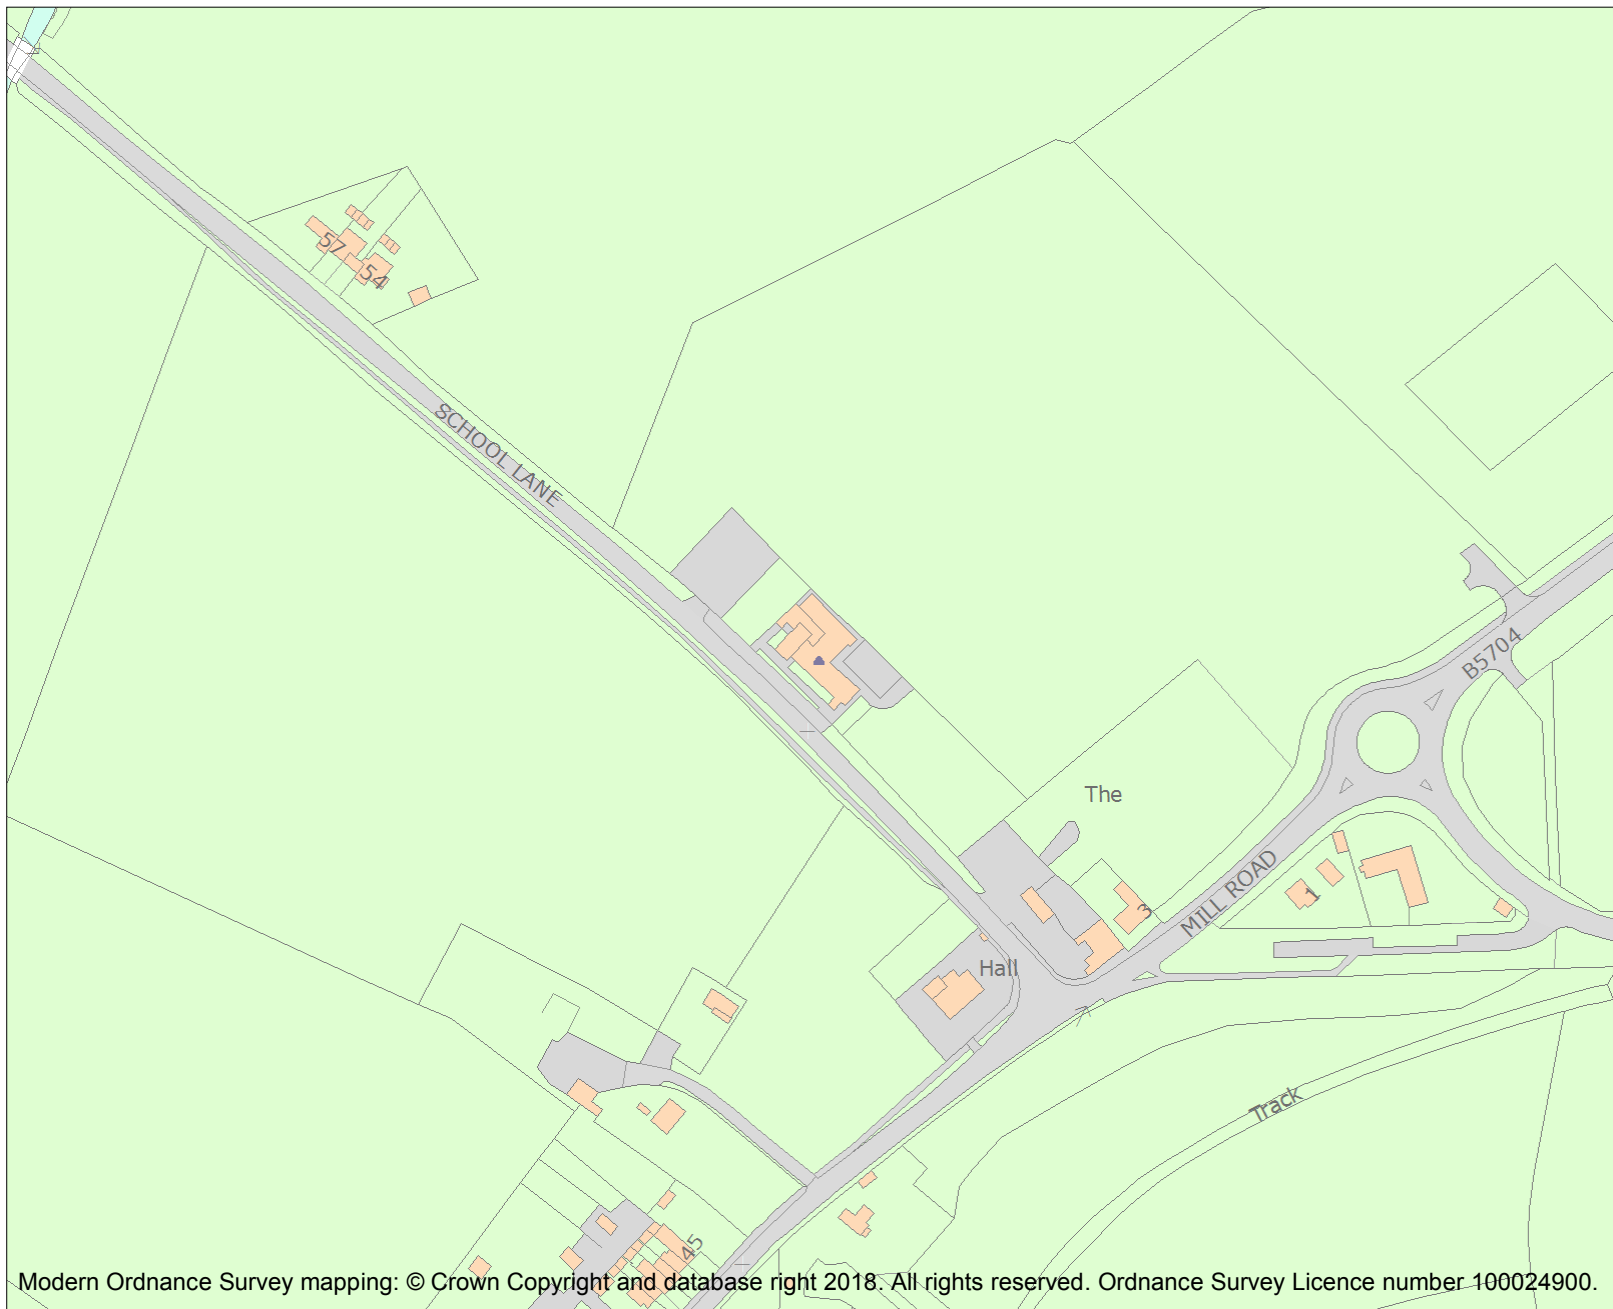 57
54
SCHOOL LANE
B5704
The
MILL ROAD
1
3
Hall
Track
45
Modern Ordnance Survey mapping: © Crown Copyright and database right 2018. All rights reserved. Ordnance Survey Licence number 100024900.